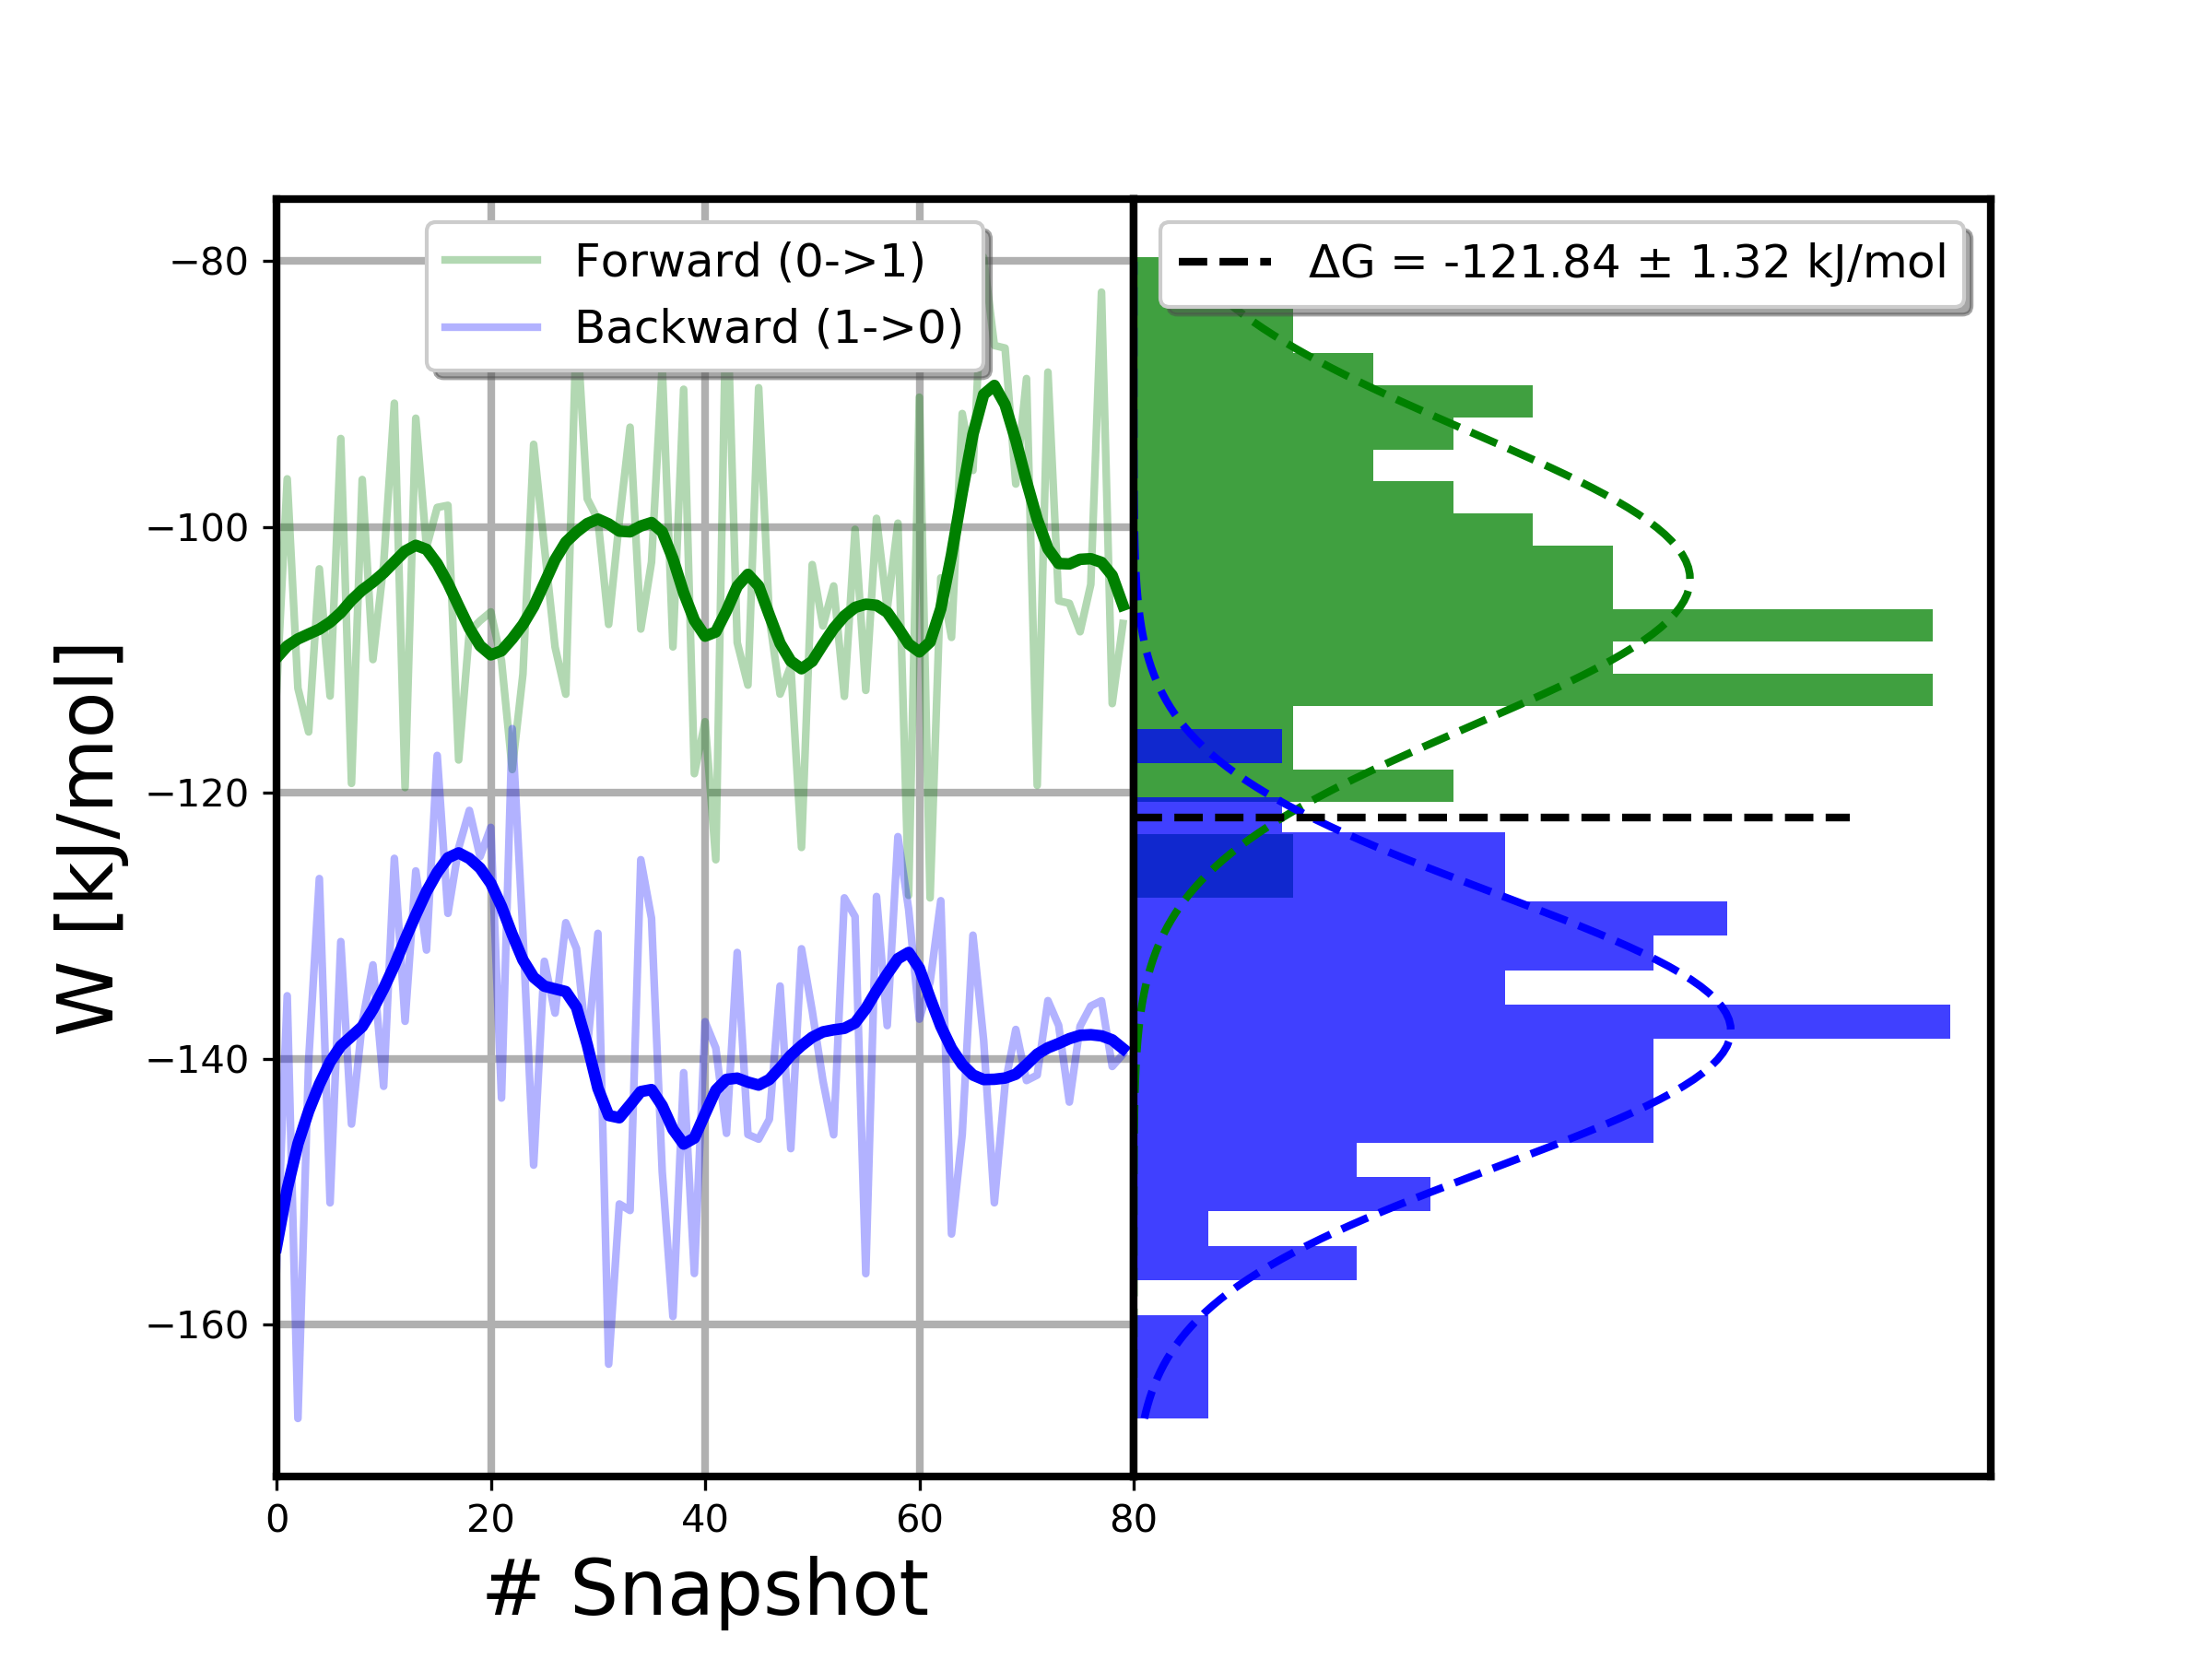 Forward (0->1)
Backward (1->0)
ΔG = -121.84 ± 1.32 kJ/mol
W [kJ/mol]
−80
−100
−120
−140
−160
0 20 40 60 80
# Snapshot